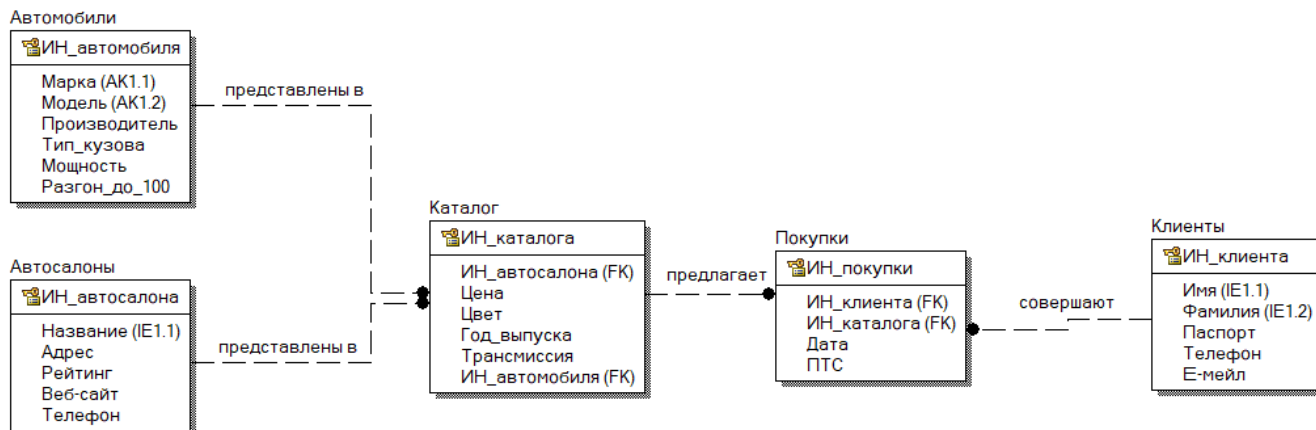 Автомобили
ИН_автомобиля
Марка (AK1.1)
Модель (AK1.2)
Производитель
Тип_кузова
Мощность
Разгон_до_100
представлены в
Автосалоны
ИН_автосалона
Название (IE1.1)
Адрес
Рейтинг
Веб-сайт
Телефон
представлены в
Каталог
ИН_каталога
ИН_автосалона (FK)
Цена
Цвет
Год_выпуска
Трансмиссия
ИН_автомобиля (FK)
предлагает
Покупки
ИН_покупки
ИН_клиента (FK)
ИН_каталога (FK)
Дата
ПТС
совершают
Клиенты
ИН_клиента
Имя (IE1.1)
Фамилия (IE1.2)
Паспорт
Телефон
Е-мейл